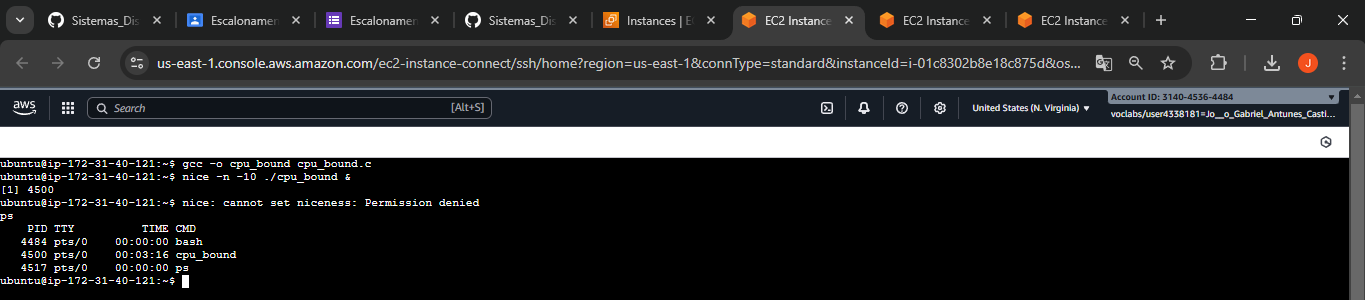 Sistemas_Dis
Escalonamen
Escalonamen
Sistemas_Dis
Instances | E
EC2 Instance
EC2 Instance
EC2 Instance
us-east-1.console.aws.amazon.com/ec2-instance-connect/ssh/home?region=us-east-1&connType=standard&instanceId=i-01c8302b8e18c875d&os...
J
aws
Search
[Alt+S]
United States (N. Virginia)
Account ID: 3140-4536-4484
voclabs/user4338181=Jo__o_Gabriel_Antunes_Casti...
ubuntu@ip-172-31-40-121:~$ gcc -o cpu_bound cpu_bound.c
ubuntu@ip-172-31-40-121:~$ nice -n -10 ./cpu_bound &
[1] 4500
ubuntu@ip-172-31-40-121:~$ nice: cannot set niceness: Permission denied
ps
PID TTY TIME CMD
4484 pts/0 00:00:00 bash
4500 pts/0 00:03:16 cpu_bound
4517 pts/0 00:00:00 ps
ubuntu@ip-172-31-40-121:~$